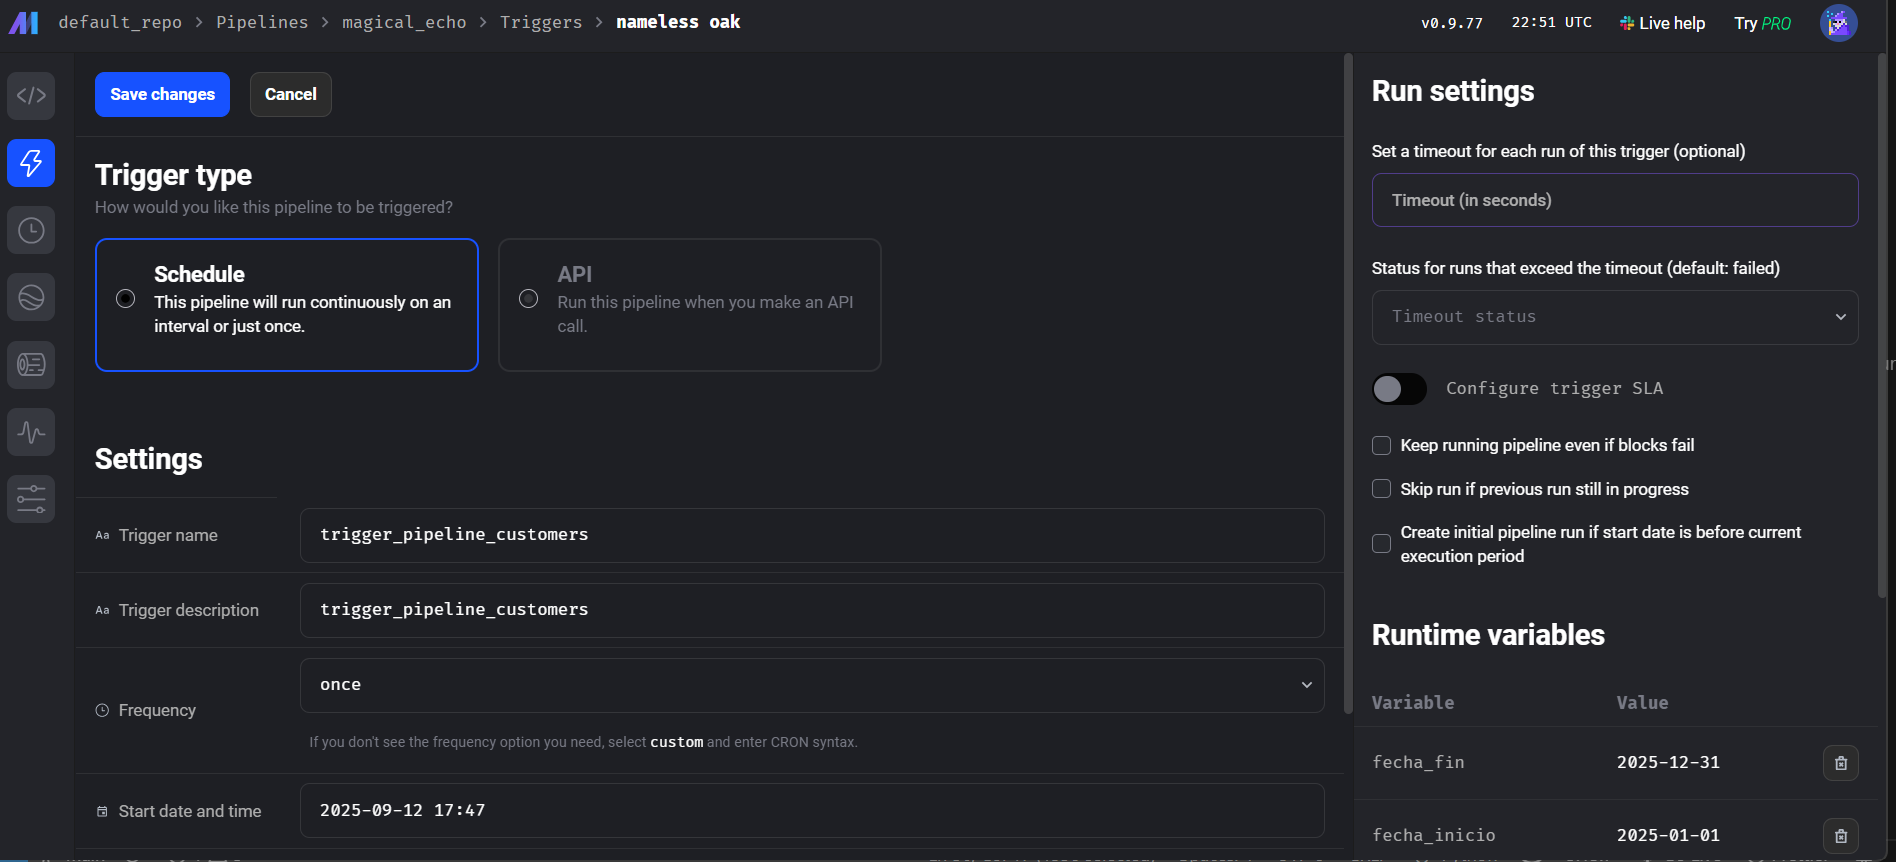 default_repo > Pipelines > magical_echo > Triggers > nameless oak
v0.9.77 22:51 UTC Live help Try PRO
Save changes Cancel
Trigger type
How would you like this pipeline to be triggered?
Schedule
This pipeline will run continuously on an
interval or just once.
API
Run this pipeline when you make an API
call.
Settings
Aa Trigger name trigger_pipeline_customers
Aa Trigger description trigger_pipeline_customers
Frequency once
If you don't see the frequency option you need, select custom and enter CRON syntax.
Start date and time 2025-09-12 17:47
Run settings
Set a timeout for each run of this trigger (optional)
Timeout (in seconds)
Status for runs that exceed the timeout (default: failed)
Timeout status
Configure trigger SLA
Keep running pipeline even if blocks fail
Skip run if previous run still in progress
Create initial pipeline run if start date is before current
execution period
Runtime variables
Variable Value
fecha_fin 2025-12-31
fecha_inicio 2025-01-01